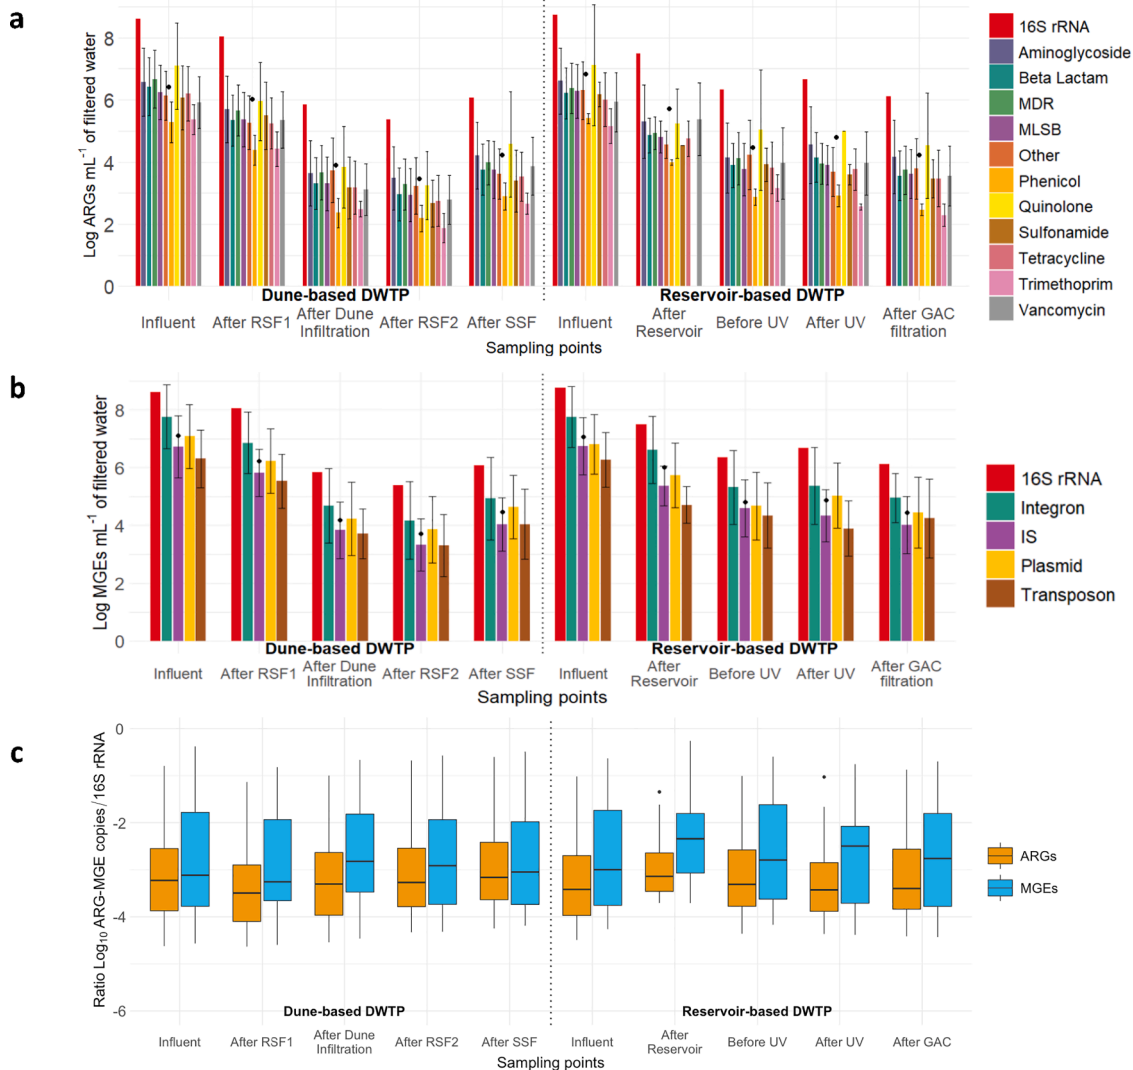 a
Log ARGs mL⁻¹ of filtered water
8
6
4
2
0
Dune-based DWTP
Reservoir-based DWTP
Influent
After RSF1
After Dune
Infiltration
After RSF2
After SSF
Influent
After
Reservoir
Before UV
After UV
After GAC
filtration
Sampling points
16S rRNA
Aminoglycoside
Beta Lactam
MDR
MLSB
Other
Phenicol
Quinolone
Sulfonamide
Tetracycline
Trimethoprim
Vancomycin
b
Log MGEs mL⁻¹ of filtered water
8
6
4
2
0
Dune-based DWTP
Reservoir-based DWTP
Influent
After RSF1
After Dune
Infiltration
After RSF2
After SSF
Influent
After
Reservoir
Before UV
After UV
After GAC
filtration
Sampling points
16S rRNA
Integron
IS
Plasmid
Transposon
c
Ratio Log₁₀ ARG-MGE copies/16S rRNA
0
-2
-4
-6
Dune-based DWTP
Reservoir-based DWTP
Influent
After RSF1
After Dune
Infiltration
After RSF2
After SSF
Influent
After
Reservoir
Before UV
After UV
After GAC
Sampling points
ARGs
MGEs